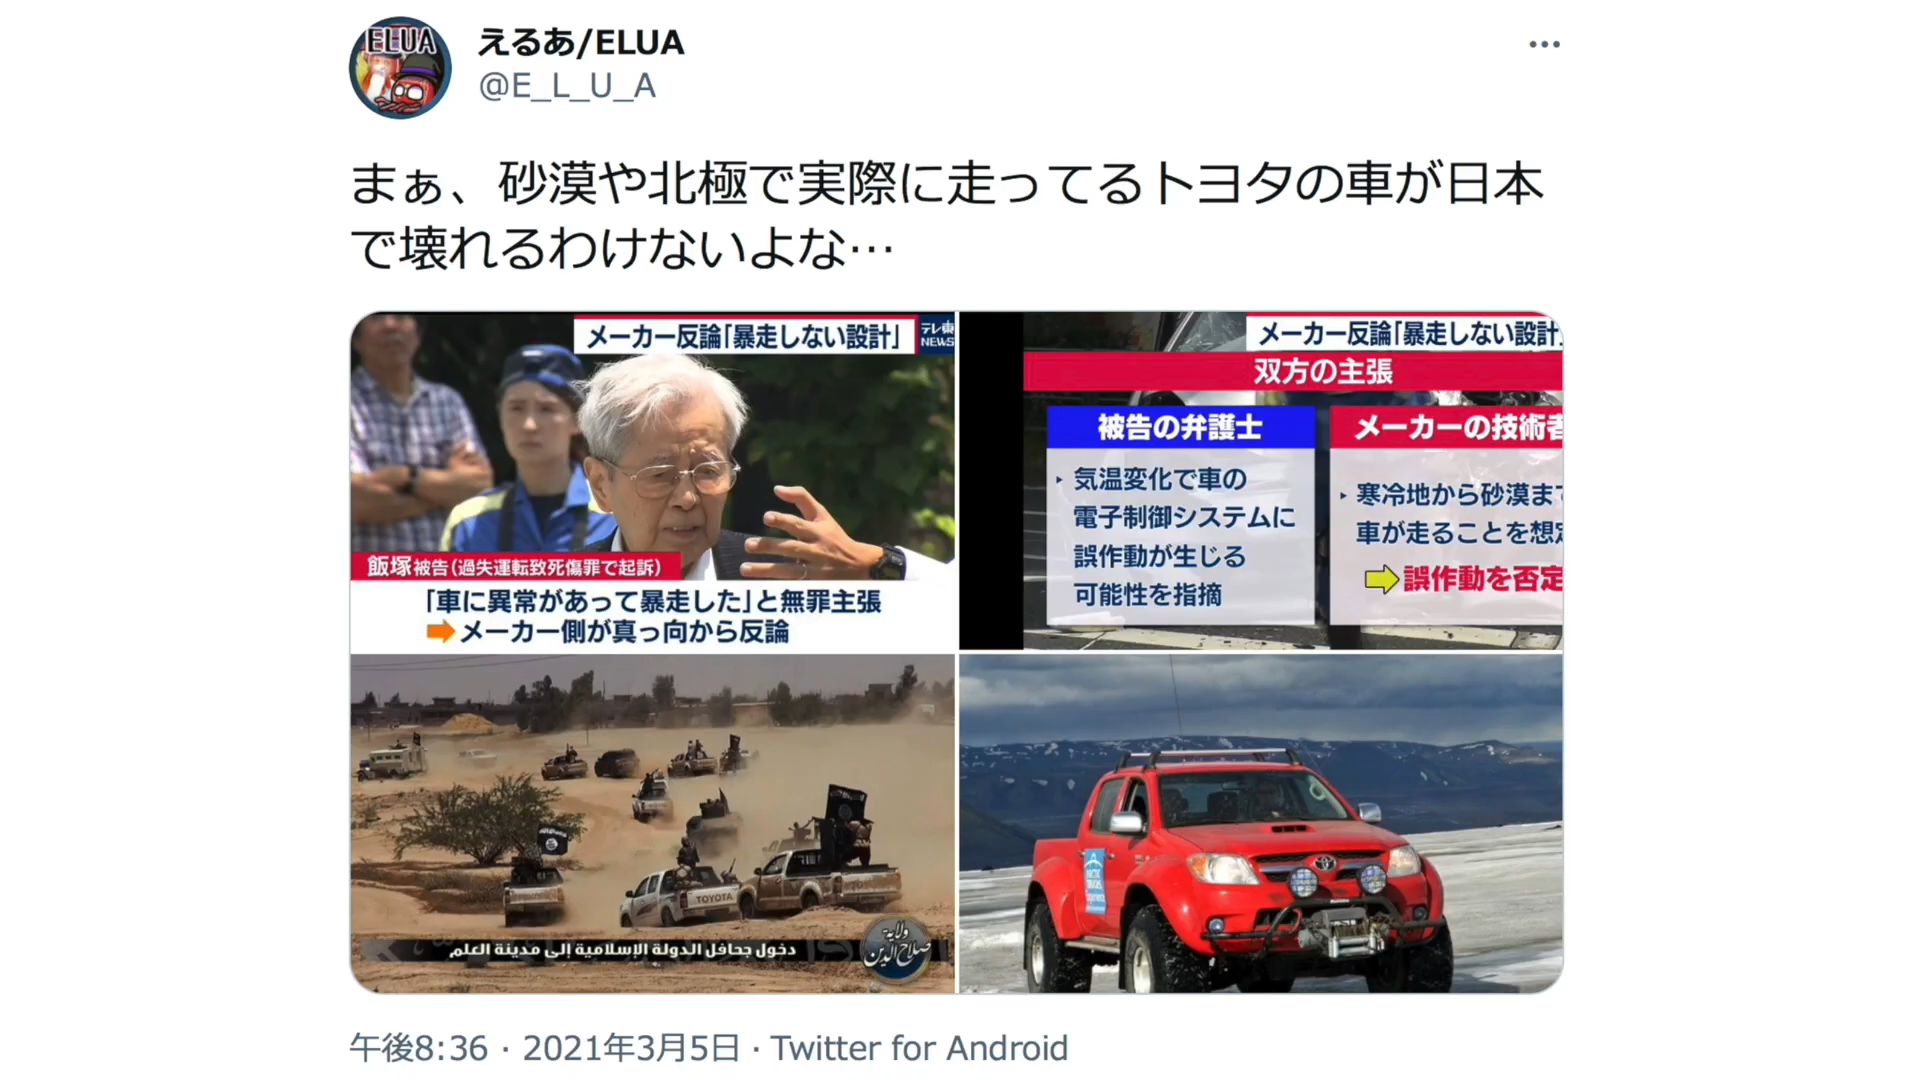 ELUA
えるあ/ELUA
@E_L_U_A
まぁ、砂漠や北極で実際に走ってるトヨタの車が日本
で壊れるわけないよな…
メーカー反論「暴走しない設計」
テレ東
NEWS
飯塚被告(過失運転致死傷罪で起訴)
「車に異常があって暴走した」と無罪主張
メーカー側が真っ向から反論
メーカー反論「暴走しない設計
双方の主張
被告の弁護士
気温変化で車の
電子制御システムに
誤作動が生じる
可能性を指摘
メーカーの技術者
寒冷地から砂漠まで
車が走ることを想定
誤作動を否定
TOYOTA
دخول جحافل الدولة الإسلامية إلى مدينة العلم
ولاية
صلاح الدين
ARCTIC
TRUCKS
Experience
午後8:36 · 2021年3月5日 · Twitter for Android